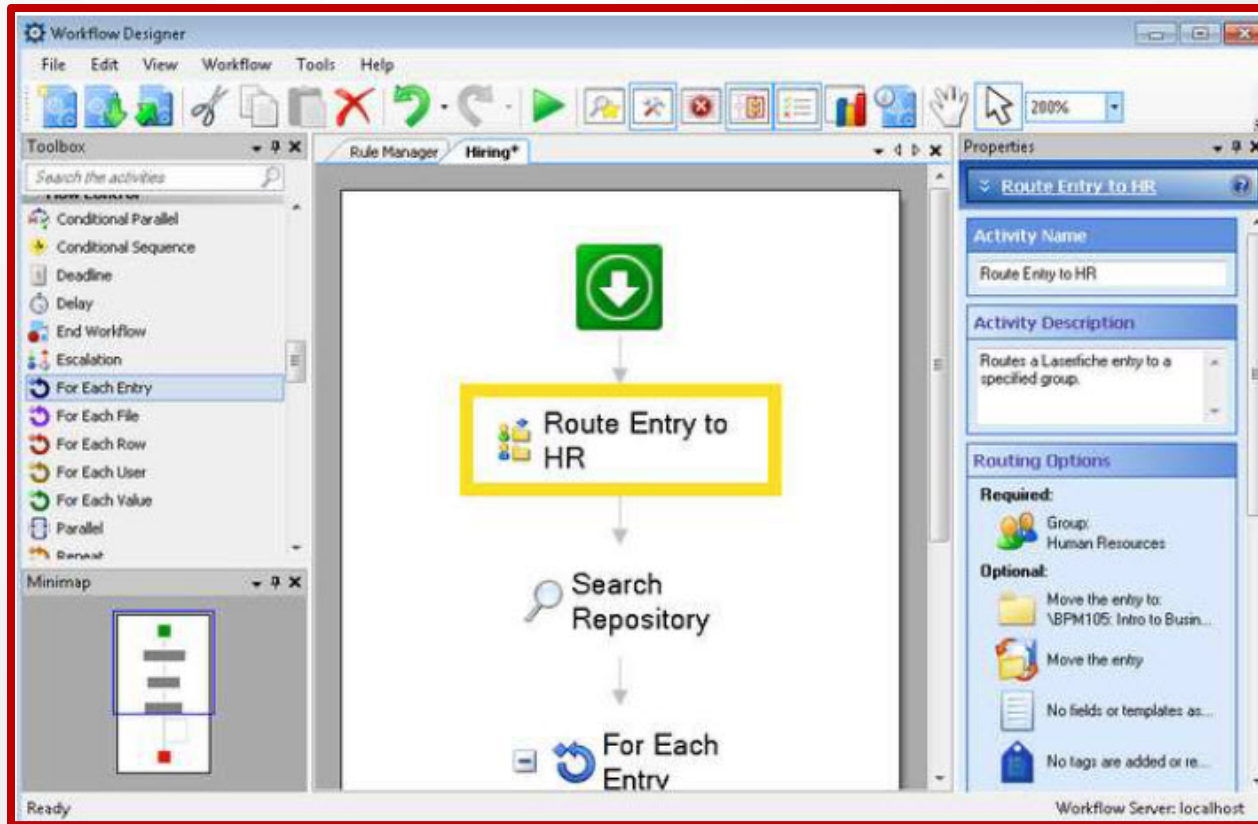 Workflow Designer
File Edit View Workflow Tools Help
200%
Toolbox
Search the activities
Flow Control
Conditional Parallel
Conditional Sequence
Deadline
Delay
End Workflow
Escalation
For Each Entry
For Each File
For Each Row
For Each User
For Each Value
Parallel
Repeat
Minimap
Rule Manager Hiring*
Route Entry to
HR
Search
Repository
For Each
Entry
Properties
Route Entry to HR
Activity Name
Route Entry to HR
Activity Description
Routes a Laserfiche entry to a
specified group.
Routing Options
Required:
Group:
Human Resources
Optional:
Move the entry to:
\BPM105: Intro to Busin...
Move the entry
No fields or templates as...
No tags are added or re...
Ready
Workflow Server: localhost